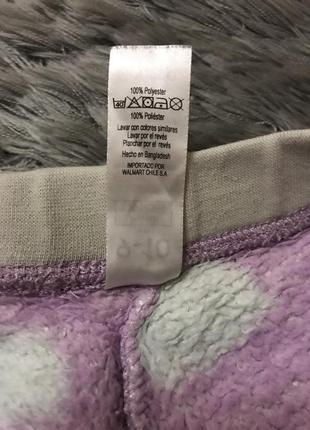 100% Polyester
40
100% Poliéster
Lavar con colores similares
Lavar por el revés
Planchar por el revés
Hecho en Bangladesh
IMPORTADO POR
WALMART CHILE S.A.